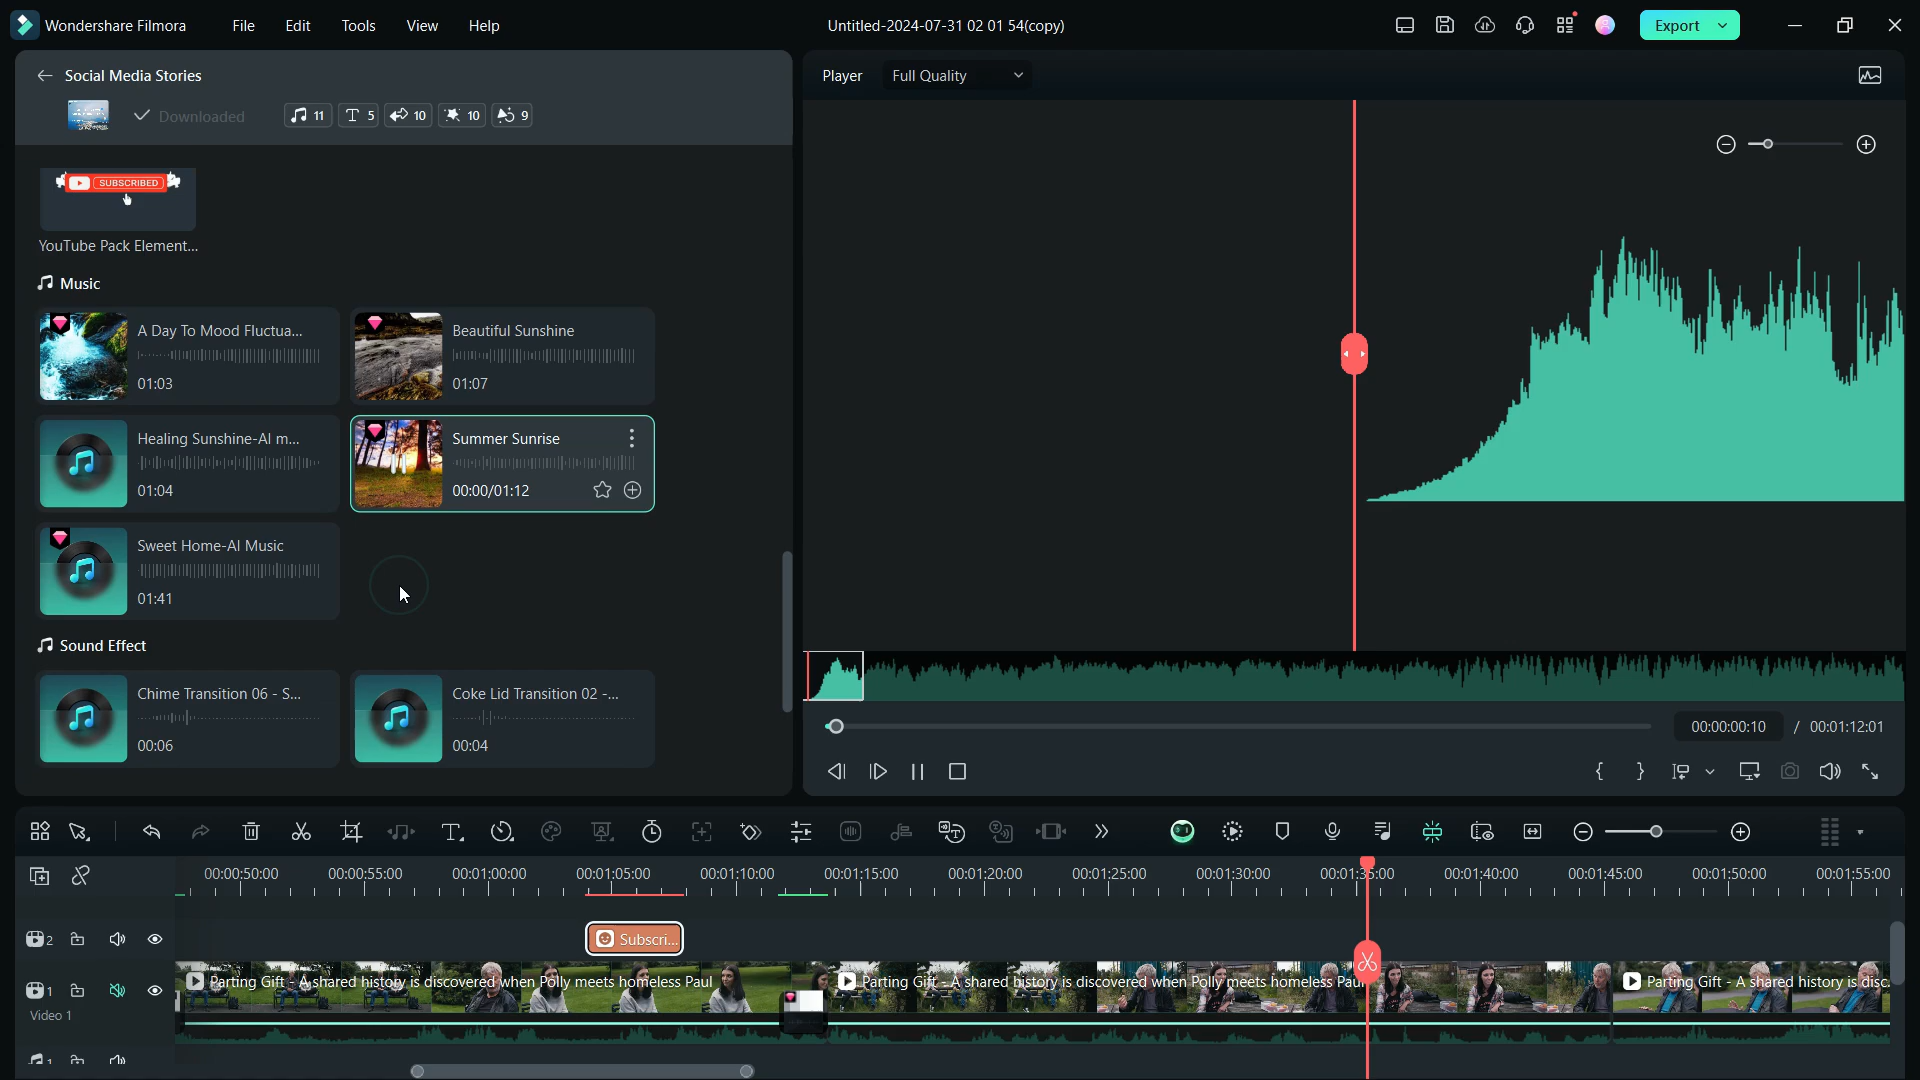 Wondershare Filmora
File
Edit
Tools
View
Help
Untitled-2024-07-31 02 01 54(copy)
Export
Social Media Stories
Downloaded
11
5
10
10
9
Player
Full Quality
SUBSCRIBED
YouTube Pack Element...
Music
A Day To Mood Fluctua...
01:03
Beautiful Sunshine
01:07
Healing Sunshine-AI m...
01:04
Summer Sunrise
00:00/01:12
Sweet Home-AI Music
01:41
Sound Effect
Chime Transition 06 - S...
00:06
Coke Lid Transition 02 -...
00:04
00:00:00:10 / 00:01:12:01
00:00:50:00
00:00:55:00
00:01:00:00
00:01:05:00
00:01:10:00
00:01:15:00
00:01:20:00
00:01:25:00
00:01:30:00
00:01:35:00
00:01:40:00
00:01:45:00
00:01:50:00
00:01:55:00
2
Subscri...
1
Video 1
Parting Gift - A shared history is discovered when Polly meets homeless Paul
Parting Gift - A shared history is discovered when Polly meets homeless Paul
Parting Gift - A shared history is disc...
1